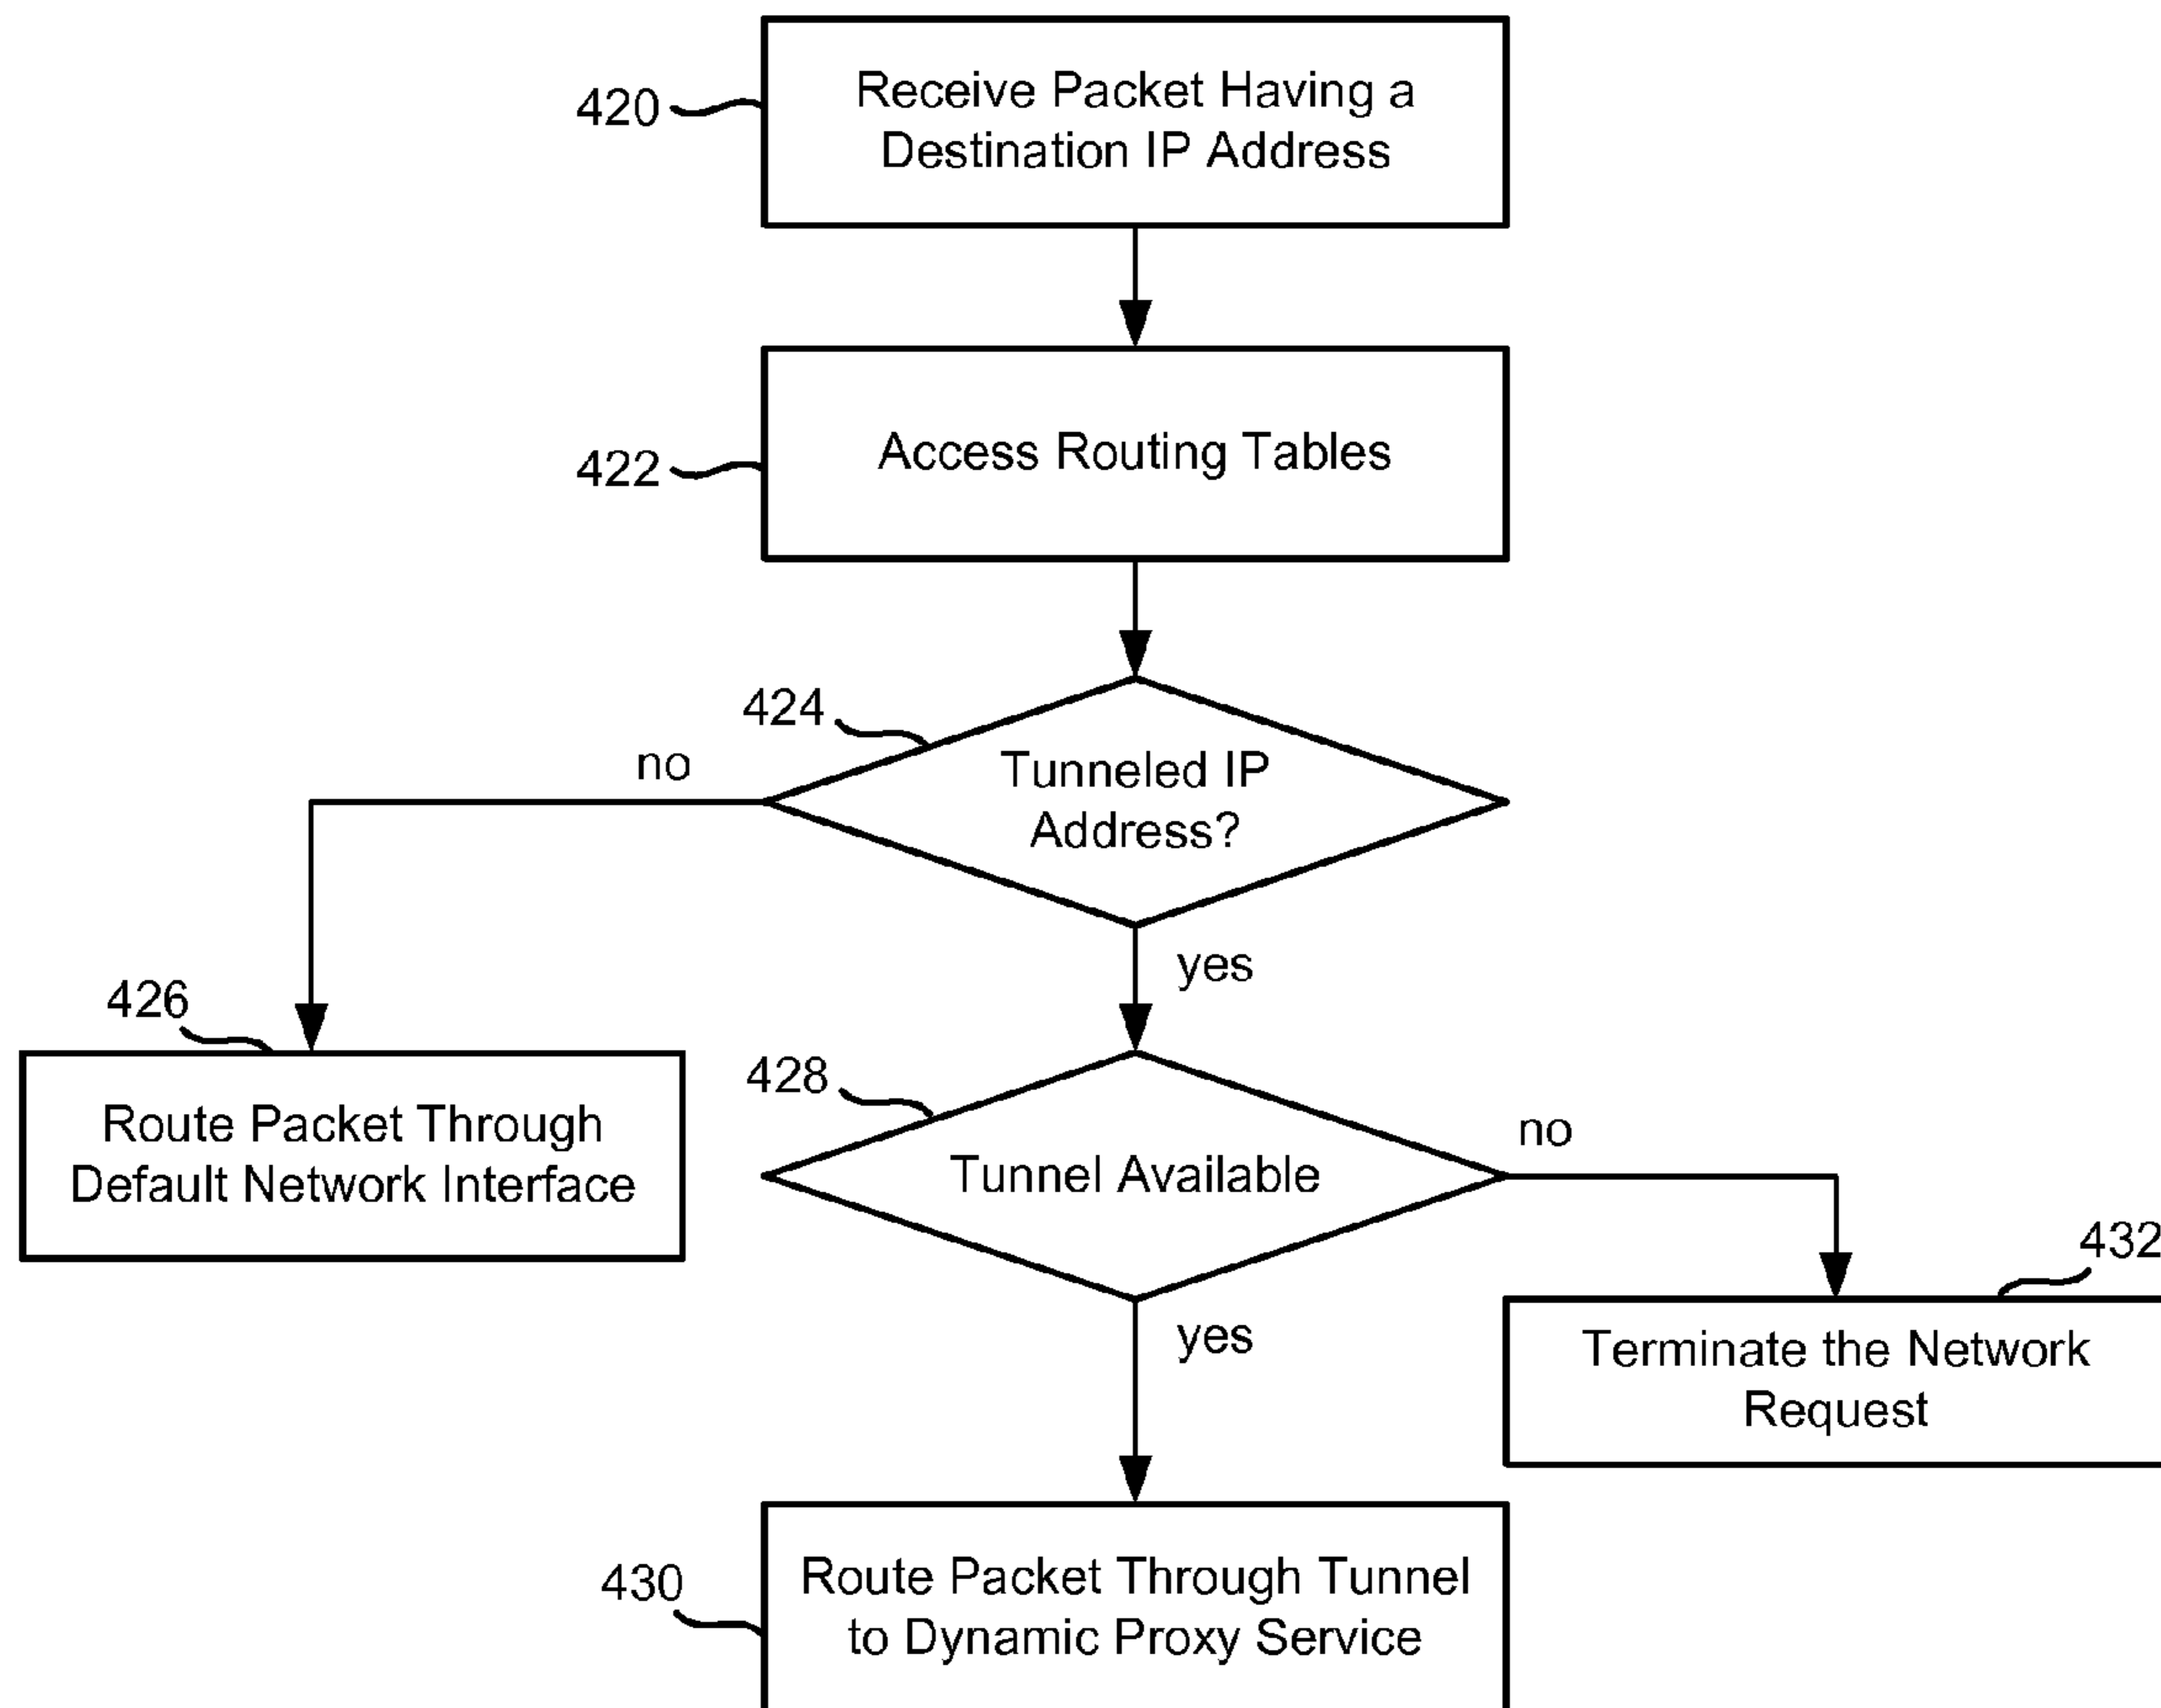 420
Receive Packet Having a
Destination IP Address
422
Access Routing Tables
424
Tunneled IP
Address?
no
yes
426
Route Packet Through
Default Network Interface
428
Tunnel Available
no
yes
432
Terminate the Network
Request
430
Route Packet Through Tunnel
to Dynamic Proxy Service